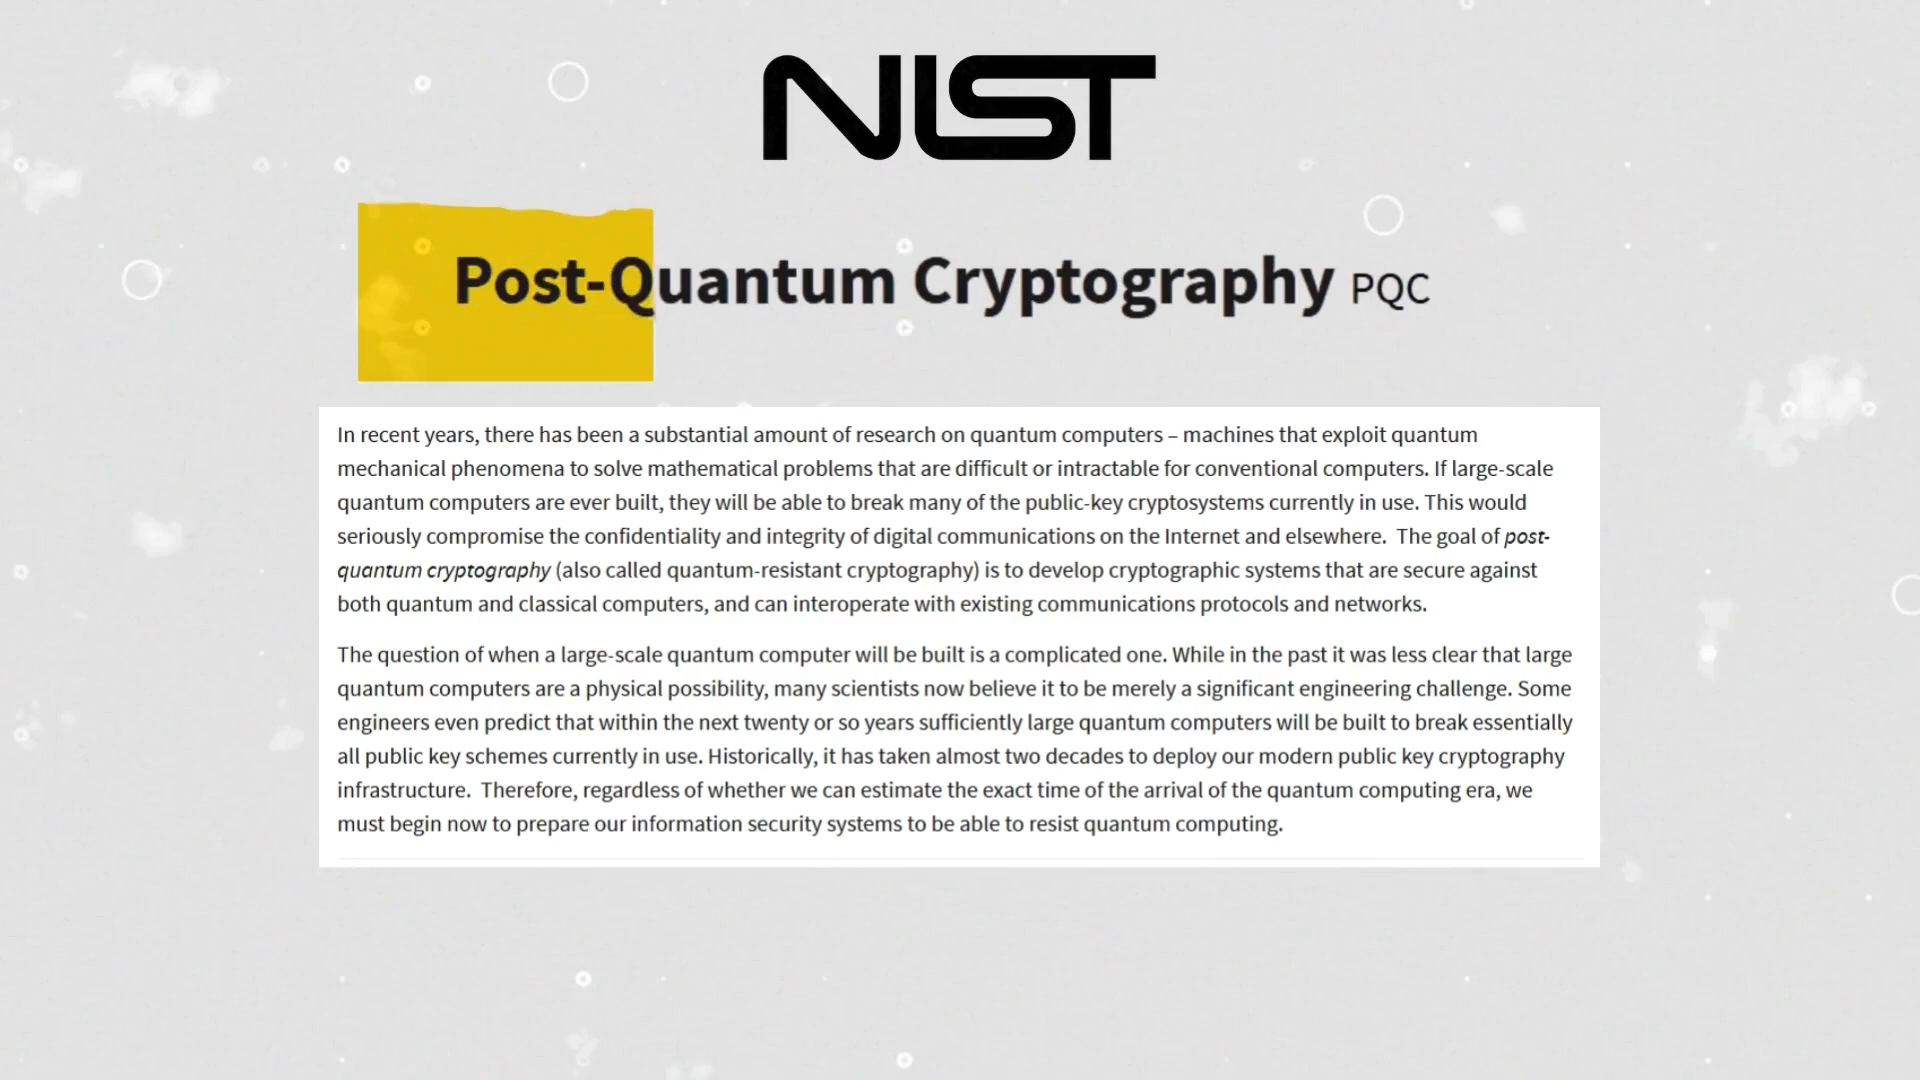 NIST
Post-Quantum Cryptography PQC
In recent years, there has been a substantial amount of research on quantum computers – machines that exploit quantum
mechanical phenomena to solve mathematical problems that are difficult or intractable for conventional computers. If large-scale
quantum computers are ever built, they will be able to break many of the public-key cryptosystems currently in use. This would
seriously compromise the confidentiality and integrity of digital communications on the Internet and elsewhere.  The goal of post-
quantum cryptography (also called quantum-resistant cryptography) is to develop cryptographic systems that are secure against
both quantum and classical computers, and can interoperate with existing communications protocols and networks.
The question of when a large-scale quantum computer will be built is a complicated one. While in the past it was less clear that large
quantum computers are a physical possibility, many scientists now believe it to be merely a significant engineering challenge. Some
engineers even predict that within the next twenty or so years sufficiently large quantum computers will be built to break essentially
all public key schemes currently in use. Historically, it has taken almost two decades to deploy our modern public key cryptography
infrastructure.  Therefore, regardless of whether we can estimate the exact time of the arrival of the quantum computing era, we
must begin now to prepare our information security systems to be able to resist quantum computing.